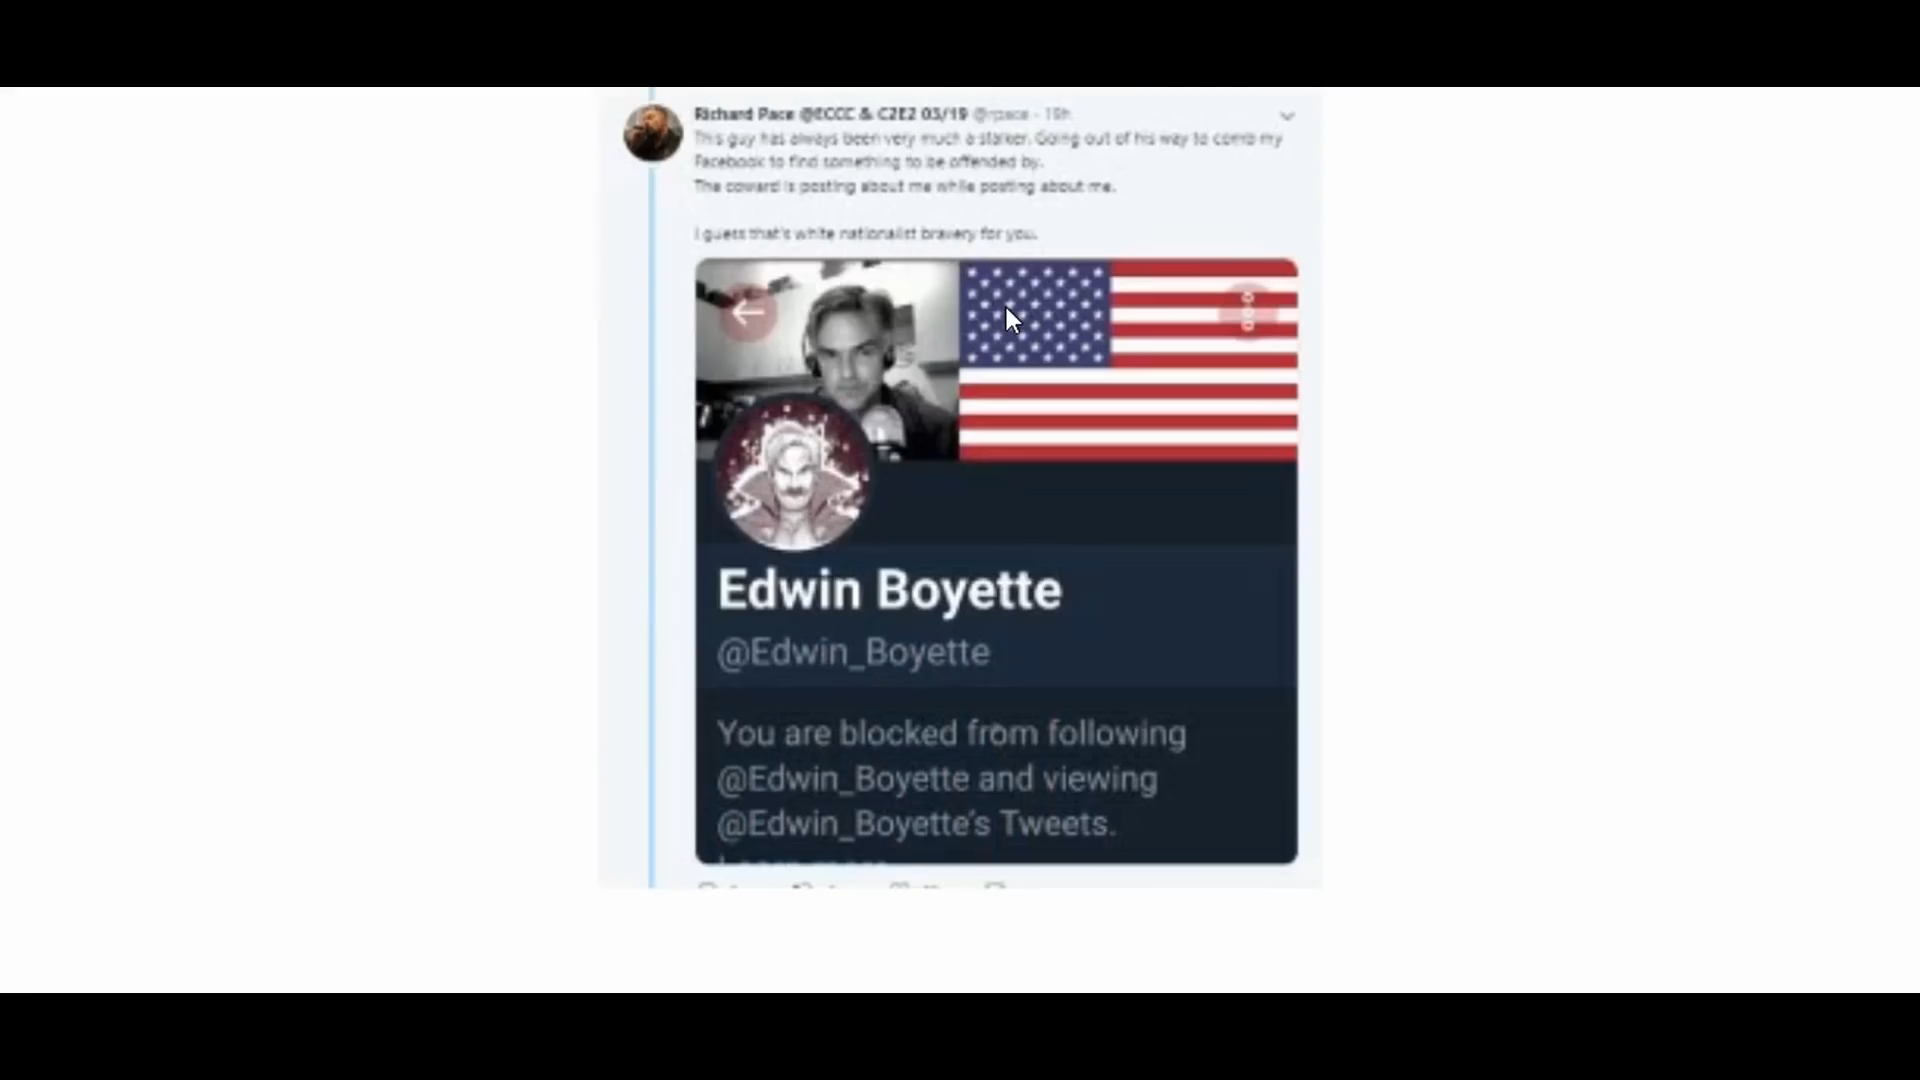 Richard Pace @ECCC & C2E2 03/19 @rpace · 19h
This guy has always been very much a stalker. Going out of his way to comb my
Facebook to find something to be offended by.
The coward is posting about me while posting about me.
I guess that's white nationalist bravery for you.
Edwin Boyette
@Edwin_Boyette
You are blocked from following
@Edwin_Boyette and viewing
@Edwin_Boyette's Tweets.